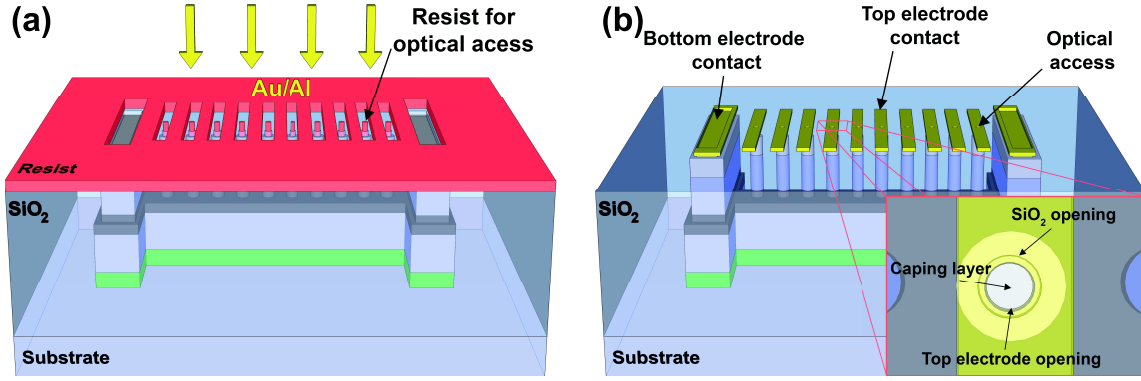 (a)
Resist for
optical acess
Au/Al
Resist
SiO2
Substrate
(b)
Bottom electrode
contact
Top electrode
contact
Optical
access
SiO2
SiO2 opening
Caping layer
Top electrode opening
Substrate